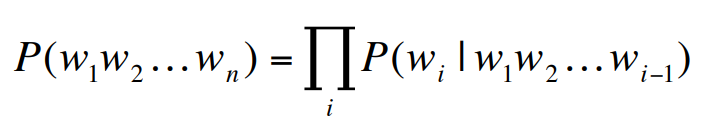 P(w₁w₂…wₙ) = ∏ᵢ P(wᵢ | w₁w₂…wᵢ₋₁)